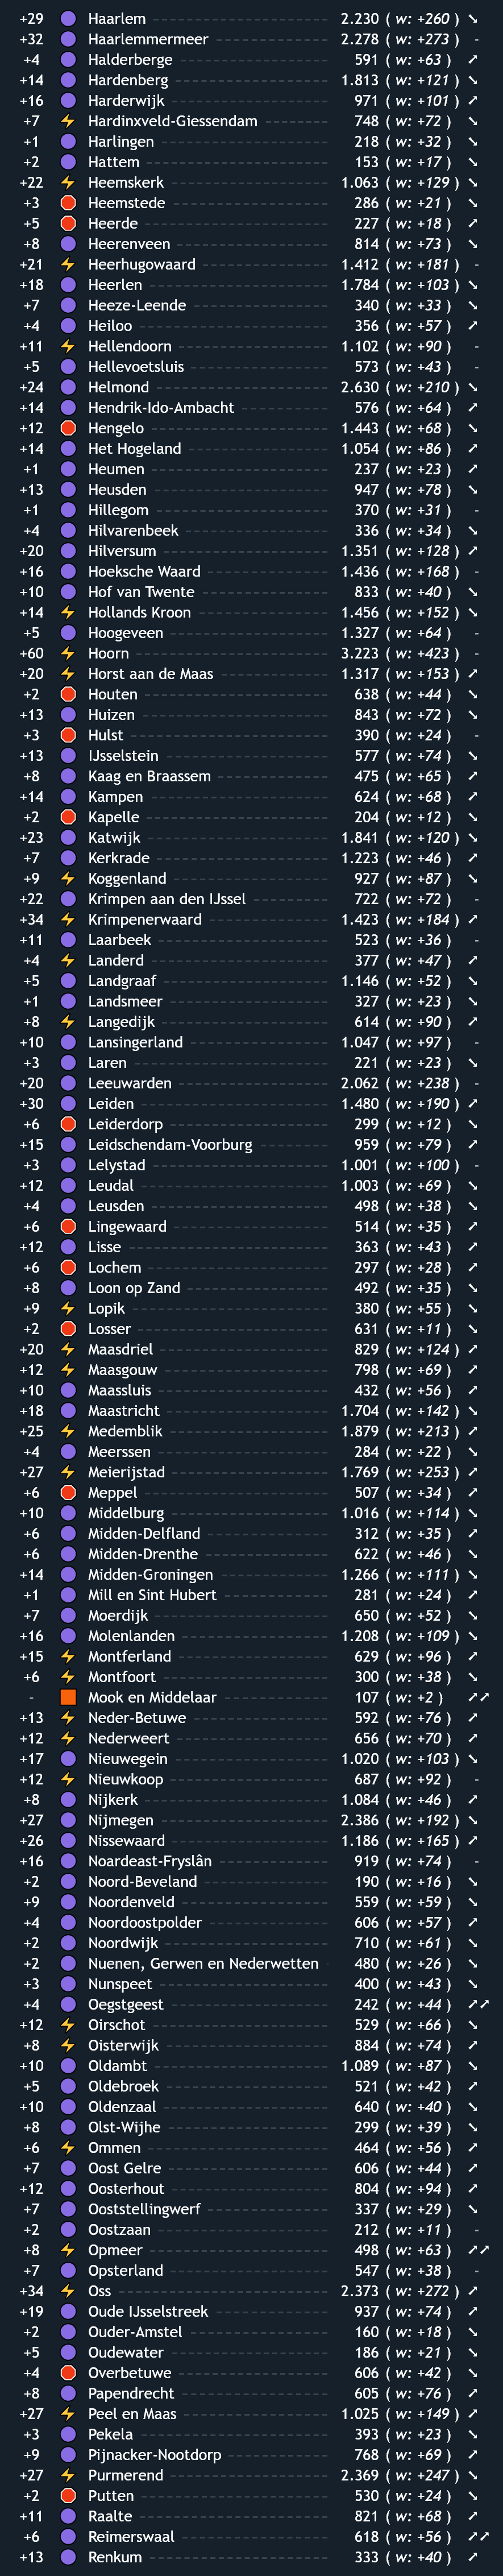 +29 Haarlem 2.230 ( w: +260 ) ↘
+32 Haarlemmermeer 2.278 ( w: +273 ) -
+4 Halderberge 591 ( w: +63 ) ↗
+14 Hardenberg 1.813 ( w: +121 ) ↘
+16 Harderwijk 971 ( w: +101 ) ↗
+7 Hardinxveld-Giessendam 748 ( w: +72 ) ↘
+1 Harlingen 218 ( w: +32 ) ↘
+2 Hattem 153 ( w: +17 ) ↘
+22 Heemskerk 1.063 ( w: +129 ) ↘
+3 Heemstede 286 ( w: +21 ) ↘
+5 Heerde 227 ( w: +18 ) ↗
+8 Heerenveen 814 ( w: +73 ) ↘
+21 Heerhugowaard 1.412 ( w: +181 ) -
+18 Heerlen 1.784 ( w: +103 ) ↘
+7 Heeze-Leende 340 ( w: +33 ) ↘
+4 Heiloo 356 ( w: +57 ) ↗
+11 Hellendoorn 1.102 ( w: +90 ) -
+5 Hellevoetsluis 573 ( w: +43 ) -
+24 Helmond 2.630 ( w: +210 ) ↘
+14 Hendrik-Ido-Ambacht 576 ( w: +64 ) ↗
+12 Hengelo 1.443 ( w: +68 ) ↘
+14 Het Hogeland 1.054 ( w: +86 ) ↗
+1 Heumen 237 ( w: +23 ) ↗
+13 Heusden 947 ( w: +78 ) ↘
+1 Hillegom 370 ( w: +31 ) -
+4 Hilvarenbeek 336 ( w: +34 ) ↘
+20 Hilversum 1.351 ( w: +128 ) ↗
+16 Hoeksche Waard 1.436 ( w: +168 ) -
+10 Hof van Twente 833 ( w: +40 ) ↘
+14 Hollands Kroon 1.456 ( w: +152 ) ↘
+5 Hoogeveen 1.327 ( w: +64 ) -
+60 Hoorn 3.223 ( w: +423 ) -
+20 Horst aan de Maas 1.317 ( w: +153 ) ↗
+2 Houten 638 ( w: +44 ) ↘
+13 Huizen 843 ( w: +72 ) ↘
+3 Hulst 390 ( w: +24 ) -
+13 IJsselstein 577 ( w: +74 ) ↘
+8 Kaag en Braassem 475 ( w: +65 ) ↗
+14 Kampen 624 ( w: +68 ) ↗
+2 Kapelle 204 ( w: +12 ) ↘
+23 Katwijk 1.841 ( w: +120 ) ↘
+7 Kerkrade 1.223 ( w: +46 ) ↗
+9 Koggenland 927 ( w: +87 ) ↘
+22 Krimpen aan den IJssel 722 ( w: +72 ) -
+34 Krimpenerwaard 1.423 ( w: +184 ) ↗
+11 Laarbeek 523 ( w: +36 ) -
+4 Landerd 377 ( w: +47 ) ↗
+5 Landgraaf 1.146 ( w: +52 ) ↘
+1 Landsmeer 327 ( w: +23 ) ↘
+8 Langedijk 614 ( w: +90 ) ↗
+10 Lansingerland 1.047 ( w: +97 ) -
+3 Laren 221 ( w: +23 ) ↘
+20 Leeuwarden 2.062 ( w: +238 ) -
+30 Leiden 1.480 ( w: +190 ) ↗
+6 Leiderdorp 299 ( w: +12 ) ↘
+15 Leidschendam-Voorburg 959 ( w: +79 ) ↗
+3 Lelystad 1.001 ( w: +100 ) -
+12 Leudal 1.003 ( w: +69 ) ↘
+4 Leusden 498 ( w: +38 ) ↘
+6 Lingewaard 514 ( w: +35 ) ↗
+12 Lisse 363 ( w: +43 ) ↗
+6 Lochem 297 ( w: +28 ) ↗
+8 Loon op Zand 492 ( w: +35 ) ↘
+9 Lopik 380 ( w: +55 ) ↘
+2 Losser 631 ( w: +11 ) ↘
+20 Maasdriel 829 ( w: +124 ) ↗
+12 Maasgouw 798 ( w: +69 ) ↗
+10 Maassluis 432 ( w: +56 ) ↗
+18 Maastricht 1.704 ( w: +142 ) ↘
+25 Medemblik 1.879 ( w: +213 ) ↗
+4 Meerssen 284 ( w: +22 ) ↘
+27 Meierijstad 1.769 ( w: +253 ) ↗
+6 Meppel 507 ( w: +34 ) ↗
+10 Middelburg 1.016 ( w: +114 ) ↘
+6 Midden-Delfland 312 ( w: +35 ) ↗
+6 Midden-Drenthe 622 ( w: +46 ) ↘
+14 Midden-Groningen 1.266 ( w: +111 ) ↘
+1 Mill en Sint Hubert 281 ( w: +24 ) ↗
+7 Moerdijk 650 ( w: +52 ) ↘
+16 Molenlanden 1.208 ( w: +109 ) ↘
+15 Montferland 629 ( w: +96 ) ↗
+6 Montfoort 300 ( w: +38 ) ↘
- Mook en Middelaar 107 ( w: +2 ) ↗↗
+13 Neder-Betuwe 592 ( w: +76 ) ↗
+12 Nederweert 656 ( w: +70 ) ↗
+17 Nieuwegein 1.020 ( w: +103 ) ↘
+12 Nieuwkoop 687 ( w: +92 ) -
+8 Nijkerk 1.084 ( w: +46 ) ↗
+27 Nijmegen 2.386 ( w: +192 ) ↘
+26 Nissewaard 1.186 ( w: +165 ) ↗
+16 Noardeast-Fryslân 919 ( w: +74 ) -
+2 Noord-Beveland 190 ( w: +16 ) ↘
+9 Noordenveld 559 ( w: +59 ) ↘
+4 Noordoostpolder 606 ( w: +57 ) ↗
+2 Noordwijk 710 ( w: +61 ) ↘
+2 Nuenen, Gerwen en Nederwetten 480 ( w: +26 ) ↘
+3 Nunspeet 400 ( w: +43 ) ↘
+4 Oegstgeest 242 ( w: +44 ) ↗↗
+12 Oirschot 529 ( w: +66 ) ↘
+8 Oisterwijk 884 ( w: +74 ) ↗
+10 Oldambt 1.089 ( w: +87 ) ↘
+5 Oldebroek 521 ( w: +42 ) ↗
+10 Oldenzaal 640 ( w: +40 ) ↘
+8 Olst-Wijhe 299 ( w: +39 ) ↘
+6 Ommen 464 ( w: +56 ) ↗
+7 Oost Gelre 606 ( w: +44 ) ↗
+12 Oosterhout 804 ( w: +94 ) ↗
+7 Ooststellingwerf 337 ( w: +29 ) ↘
+2 Oostzaan 212 ( w: +11 ) -
+8 Opmeer 498 ( w: +63 ) ↗↗
+7 Opsterland 547 ( w: +38 ) -
+34 Oss 2.373 ( w: +272 ) ↗
+19 Oude IJsselstreek 937 ( w: +74 ) ↗
+2 Ouder-Amstel 160 ( w: +18 ) ↘
+5 Oudewater 186 ( w: +21 ) ↘
+4 Overbetuwe 606 ( w: +42 ) ↗
+8 Papendrecht 605 ( w: +76 ) ↗
+27 Peel en Maas 1.025 ( w: +149 ) ↗
+3 Pekela 393 ( w: +23 ) ↘
+9 Pijnacker-Nootdorp 768 ( w: +69 ) ↗
+27 Purmerend 2.369 ( w: +247 ) ↘
+2 Putten 530 ( w: +24 ) ↘
+11 Raalte 821 ( w: +68 ) ↗
+6 Reimerswaal 618 ( w: +56 ) ↗↗
+13 Renkum 333 ( w: +40 ) ↗